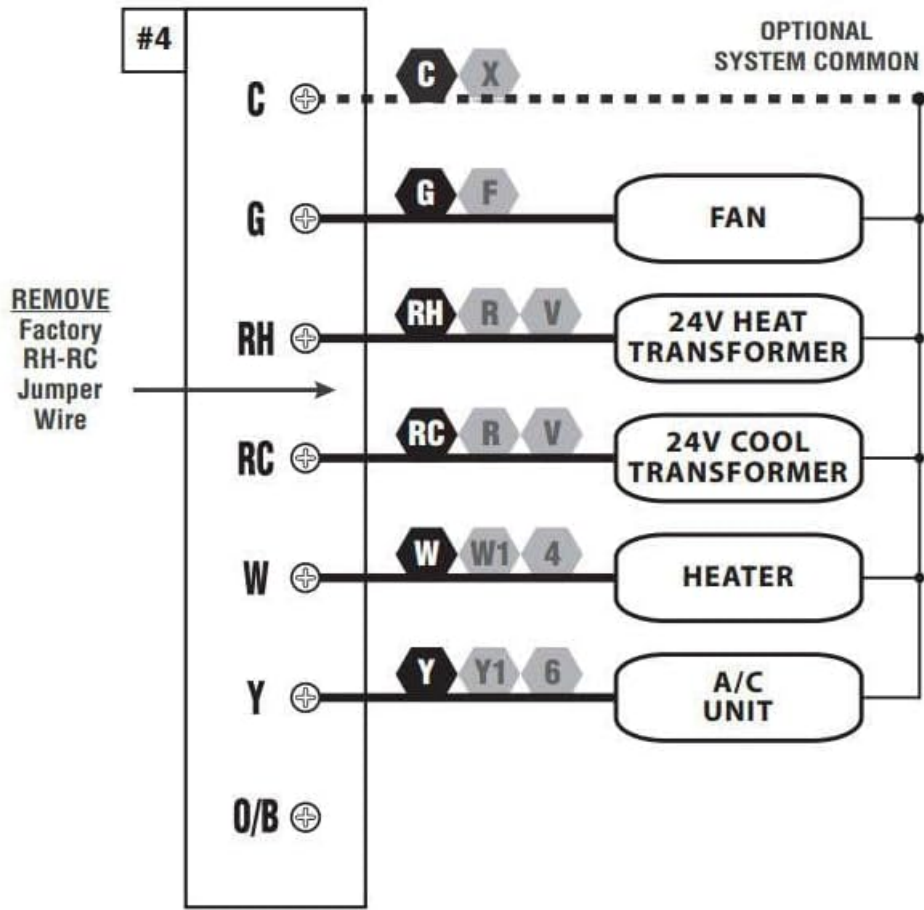 #4
OPTIONAL
SYSTEM COMMON
C
C X
G
G F
FAN
REMOVE
Factory
RH-RC
Jumper
Wire
RH
RH R V
24V HEAT
TRANSFORMER
RC
RC R V
24V COOL
TRANSFORMER
W
W W1 4
HEATER
Y
Y Y1 6
A/C
UNIT
O/B